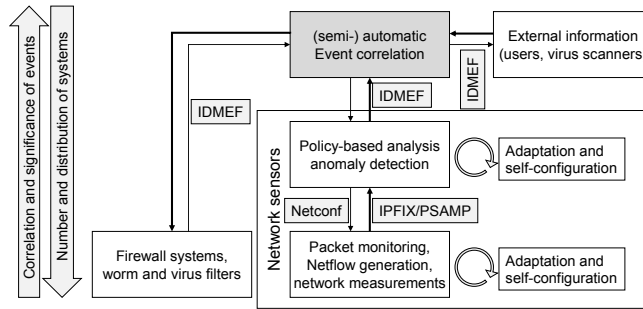 Correlation and significance of events
Number and distribution of systems
(semi-) automatic
Event correlation
External information
(users, virus scanners
IDMEF
IDMEF
IDMEF
Network sensors
Policy-based analysis
anomaly detection
Adaptation and
self-configuration
Netconf
IPFIX/PSAMP
Firewall systems,
worm and virus filters
Packet monitoring,
Netflow generation,
network measurements
Adaptation and
self-configuration